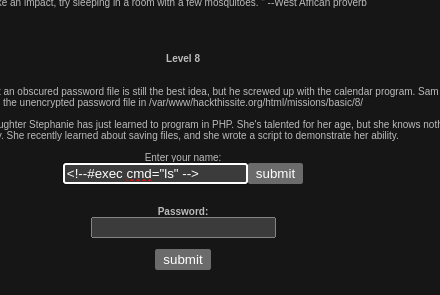 ke an impact, try sleeping in a room with a few mosquitoes. " --West African proverb
Level 8
t an obscured password file is still the best idea, but he screwed up with the calendar program. Sam
the unencrypted password file in /var/www/hackthissite.org/html/missions/basic/8/
ughter Stephanie has just learned to program in PHP. She's talented for her age, but she knows noth
y. She recently learned about saving files, and she wrote a script to demonstrate her ability.
Enter your name:
<!--#exec cmd="ls" --> submit
Password:
submit